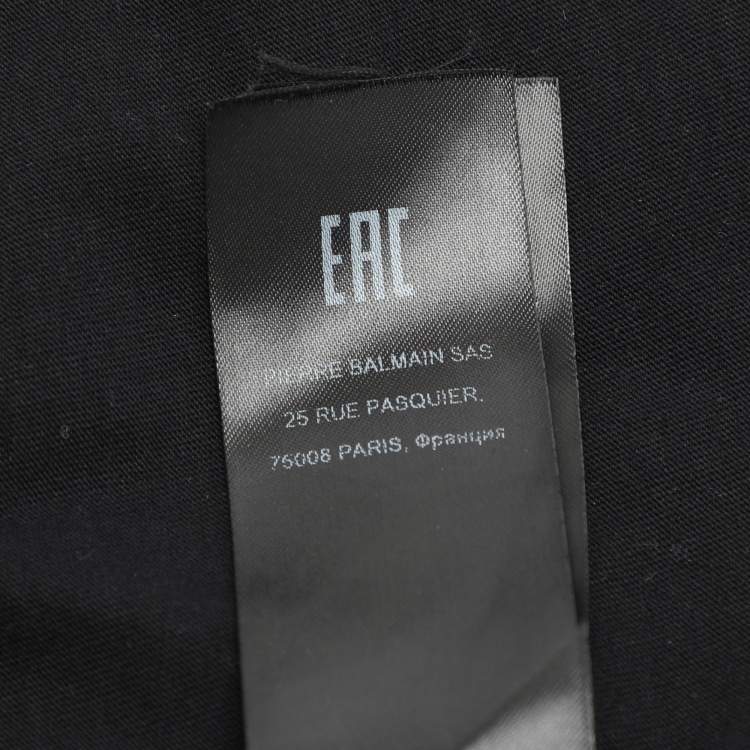 EAC
PIERRE BALMAIN SAS
25 RUE PASQUIER,
75008 PARIS, Франция